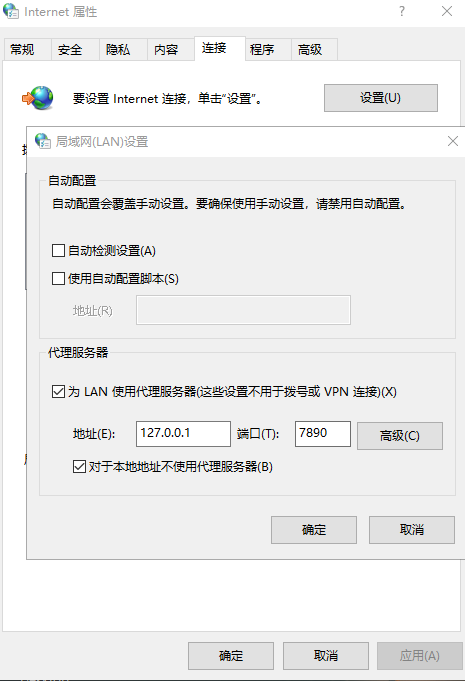 Internet 属性
常规 安全 隐私 内容 连接 程序 高级
要设置 Internet 连接，单击“设置”。 设置(U)
局域网(LAN)设置
自动配置
自动配置会覆盖手动设置。要确保使用手动设置，请禁用自动配置。
自动检测设置(A)
使用自动配置脚本(S)
地址(R)
代理服务器
为 LAN 使用代理服务器(这些设置不用于拨号或 VPN 连接)(X)
地址(E): 127.0.0.1 端口(T): 7890 高级(C)
对于本地地址不使用代理服务器(B)
确定 取消
确定 取消 应用(A)